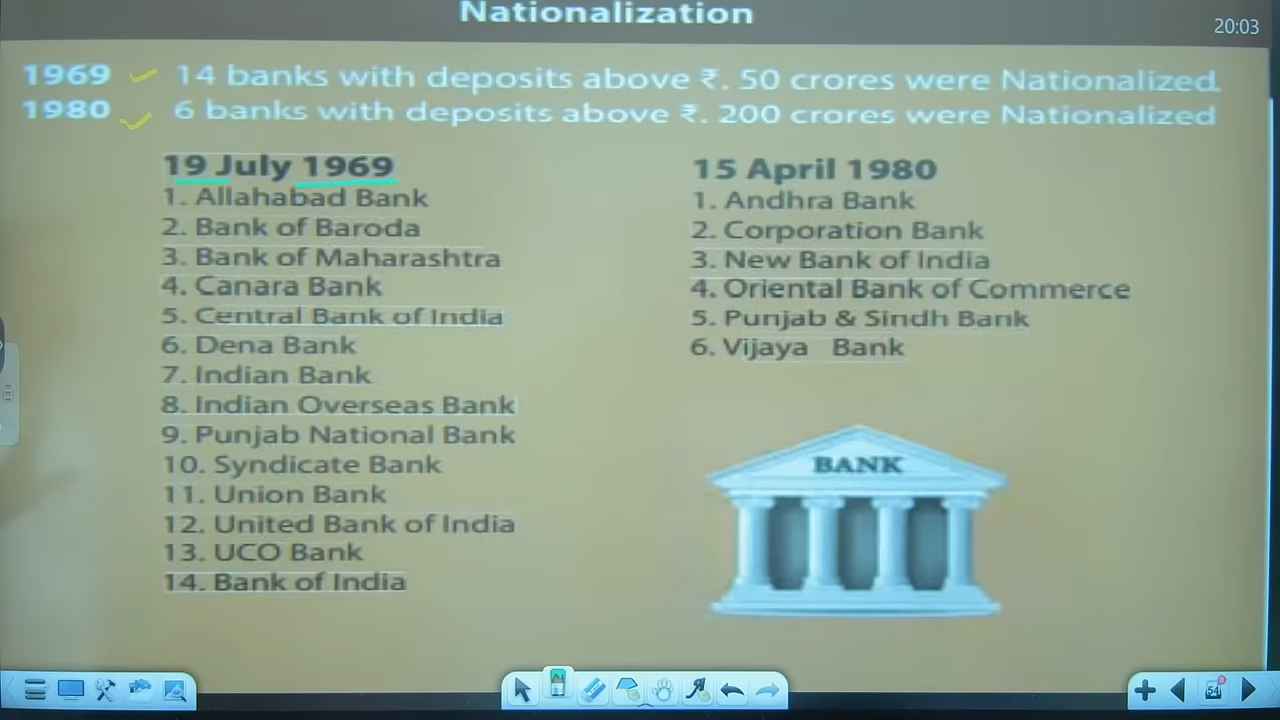 Nationalization
20:03
1969 14 banks with deposits above ₹. 50 crores were Nationalized.
1980 6 banks with deposits above ₹. 200 crores were Nationalized
19 July 1969
1. Allahabad Bank
2. Bank of Baroda
3. Bank of Maharashtra
4. Canara Bank
5. Central Bank of India
6. Dena Bank
7. Indian Bank
8. Indian Overseas Bank
9. Punjab National Bank
10. Syndicate Bank
11. Union Bank
12. United Bank of India
13. UCO Bank
14. Bank of India
15 April 1980
1. Andhra Bank
2. Corporation Bank
3. New Bank of India
4. Oriental Bank of Commerce
5. Punjab & Sindh Bank
6. Vijaya Bank
BANK
54